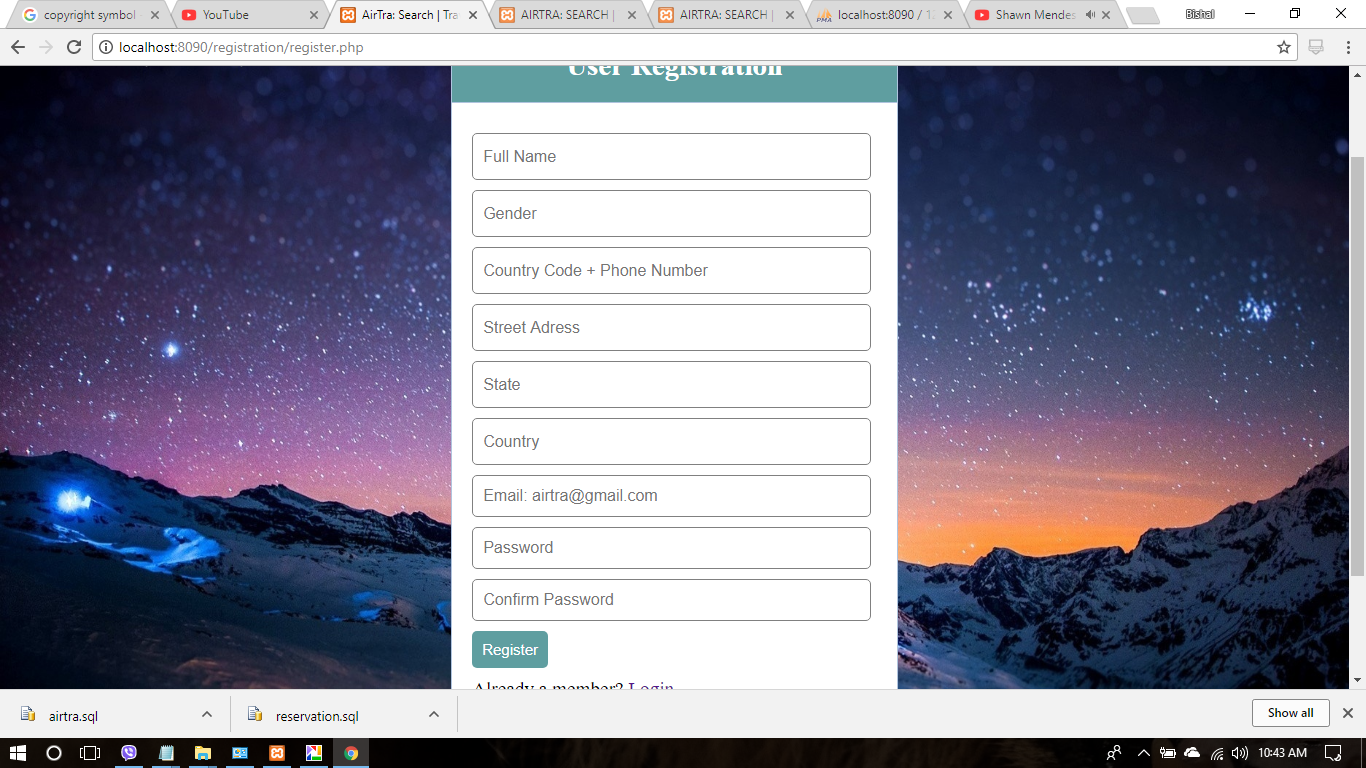 copyright symbol
YouTube
AirTra: Search | Tra
AIRTRA: SEARCH |
AIRTRA: SEARCH |
localhost:8090 / 12
Shawn Mendes
Bishal
localhost:8090/registration/register.php
User Registration
Full Name
Gender
Country Code + Phone Number
Street Adress
State
Country
Email: airtra@gmail.com
Password
Confirm Password
Register
Already a member? Login
airtra.sql
reservation.sql
Show all
10:43 AM